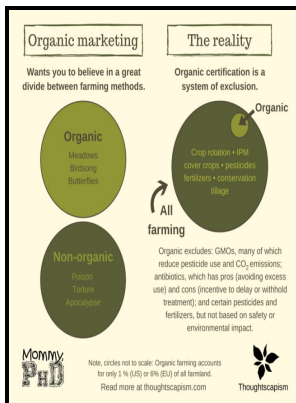 Organic marketing
Wants you to believe in a great
divide between farming methods.
Organic
Meadows
Birdsong
Butterflies
Non-organic
Poison
Torture
Apocalypse
The reality
Organic certification is a
system of exclusion.
Organic
Crop rotation • IPM
cover crops • pesticides
fertilizers • conservation
tillage
All
farming
Organic excludes: GMOs, many of which
reduce pesticide use and CO₂ emissions;
antibiotics, which has pros (avoiding excess
use) and cons (incentive to delay or withhold
treatment); and certain pesticides and
fertilizers, but not based on safety or
environmental impact.
Mommy,
PHD
Note, circles not to scale: Organic farming accounts
for only 1 % (US) or 6% (EU) of all farmland.
Read more at thoughtscapism.com
Thoughtscapism